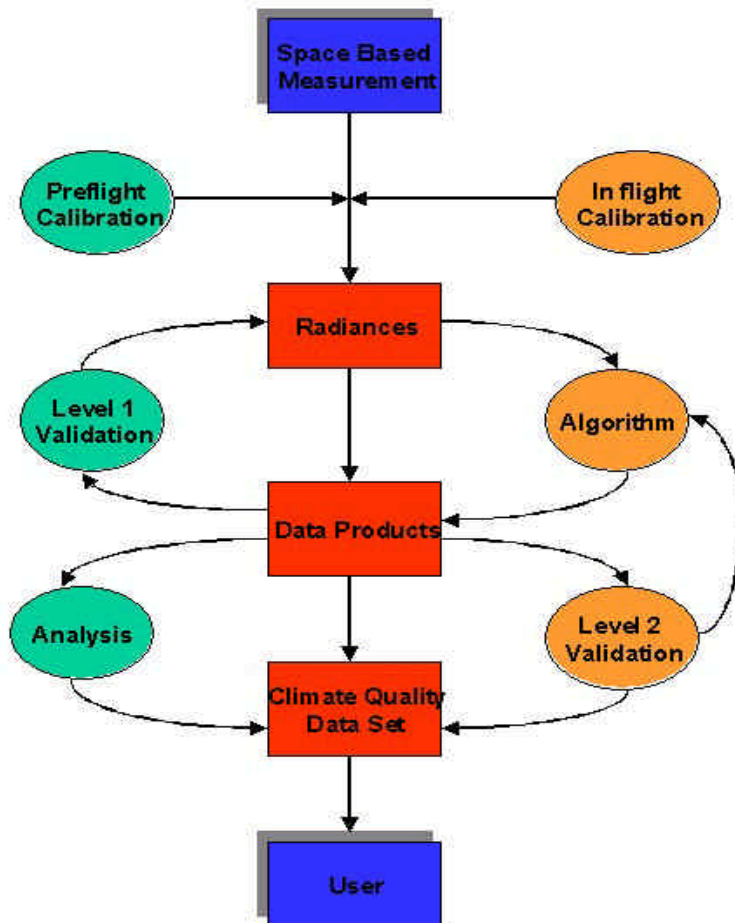 Space Based
Measurement
Preflight
Calibration
In flight
Calibration
Radiances
Level 1
Validation
Algorithm
Data Products
Analysis
Level 2
Validation
Climate Quality
Data Set
User